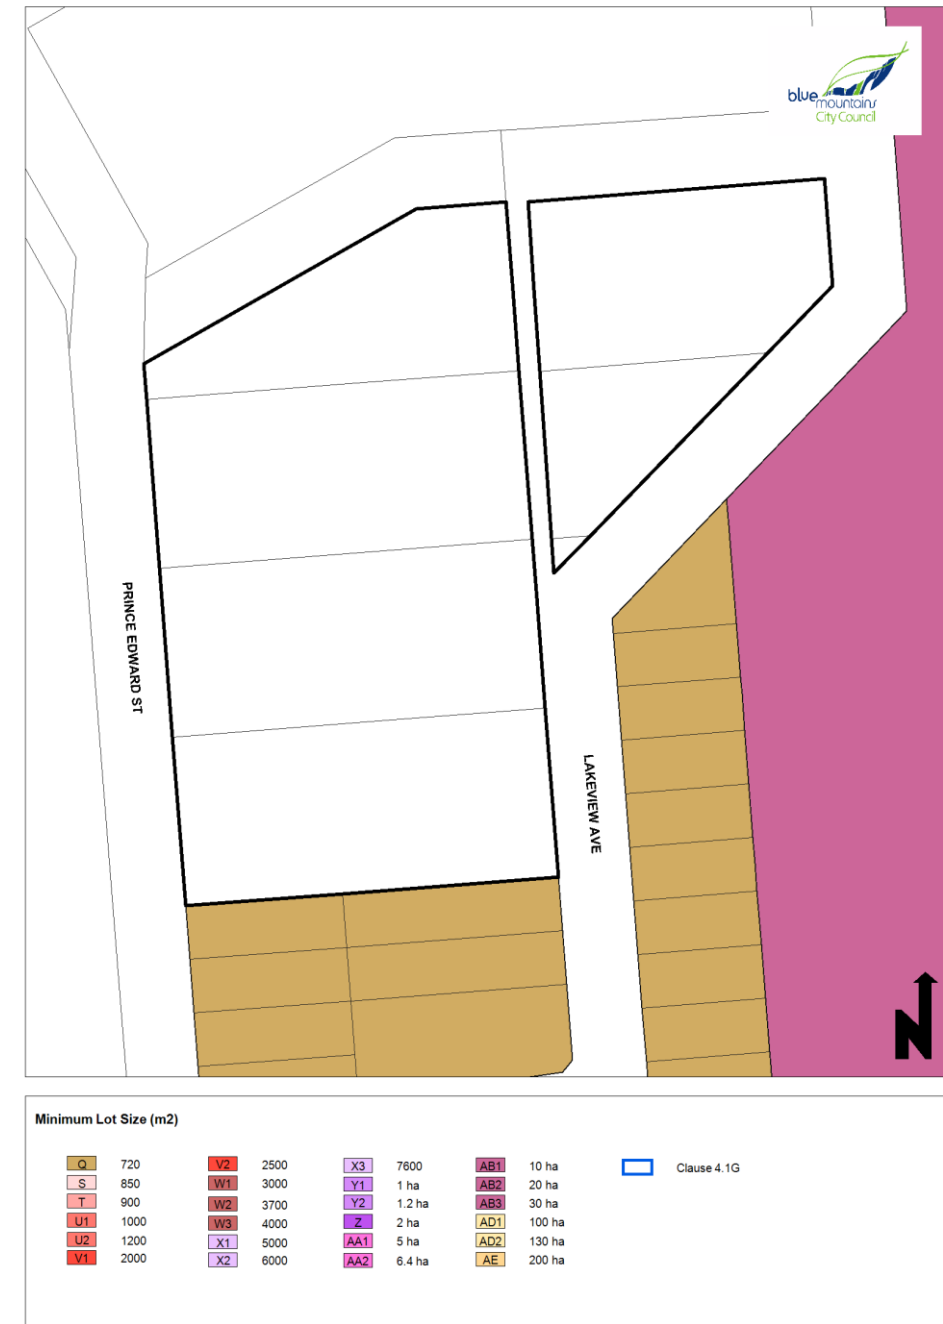 blue
mountains
City Council
PRINCE EDWARD ST
LAKEVIEW AVE
N
Minimum Lot Size (m2)
Q 720
S 850
T 900
U1 1000
U2 1200
V1 2000
V2 2500
W1 3000
W2 3700
W3 4000
X1 5000
X2 6000
X3 7600
Y1 1 ha
Y2 1.2 ha
Z 2 ha
AA1 5 ha
AA2 6.4 ha
AB1 10 ha
AB2 20 ha
AB3 30 ha
AD1 100 ha
AD2 130 ha
AE 200 ha
Clause 4.1G